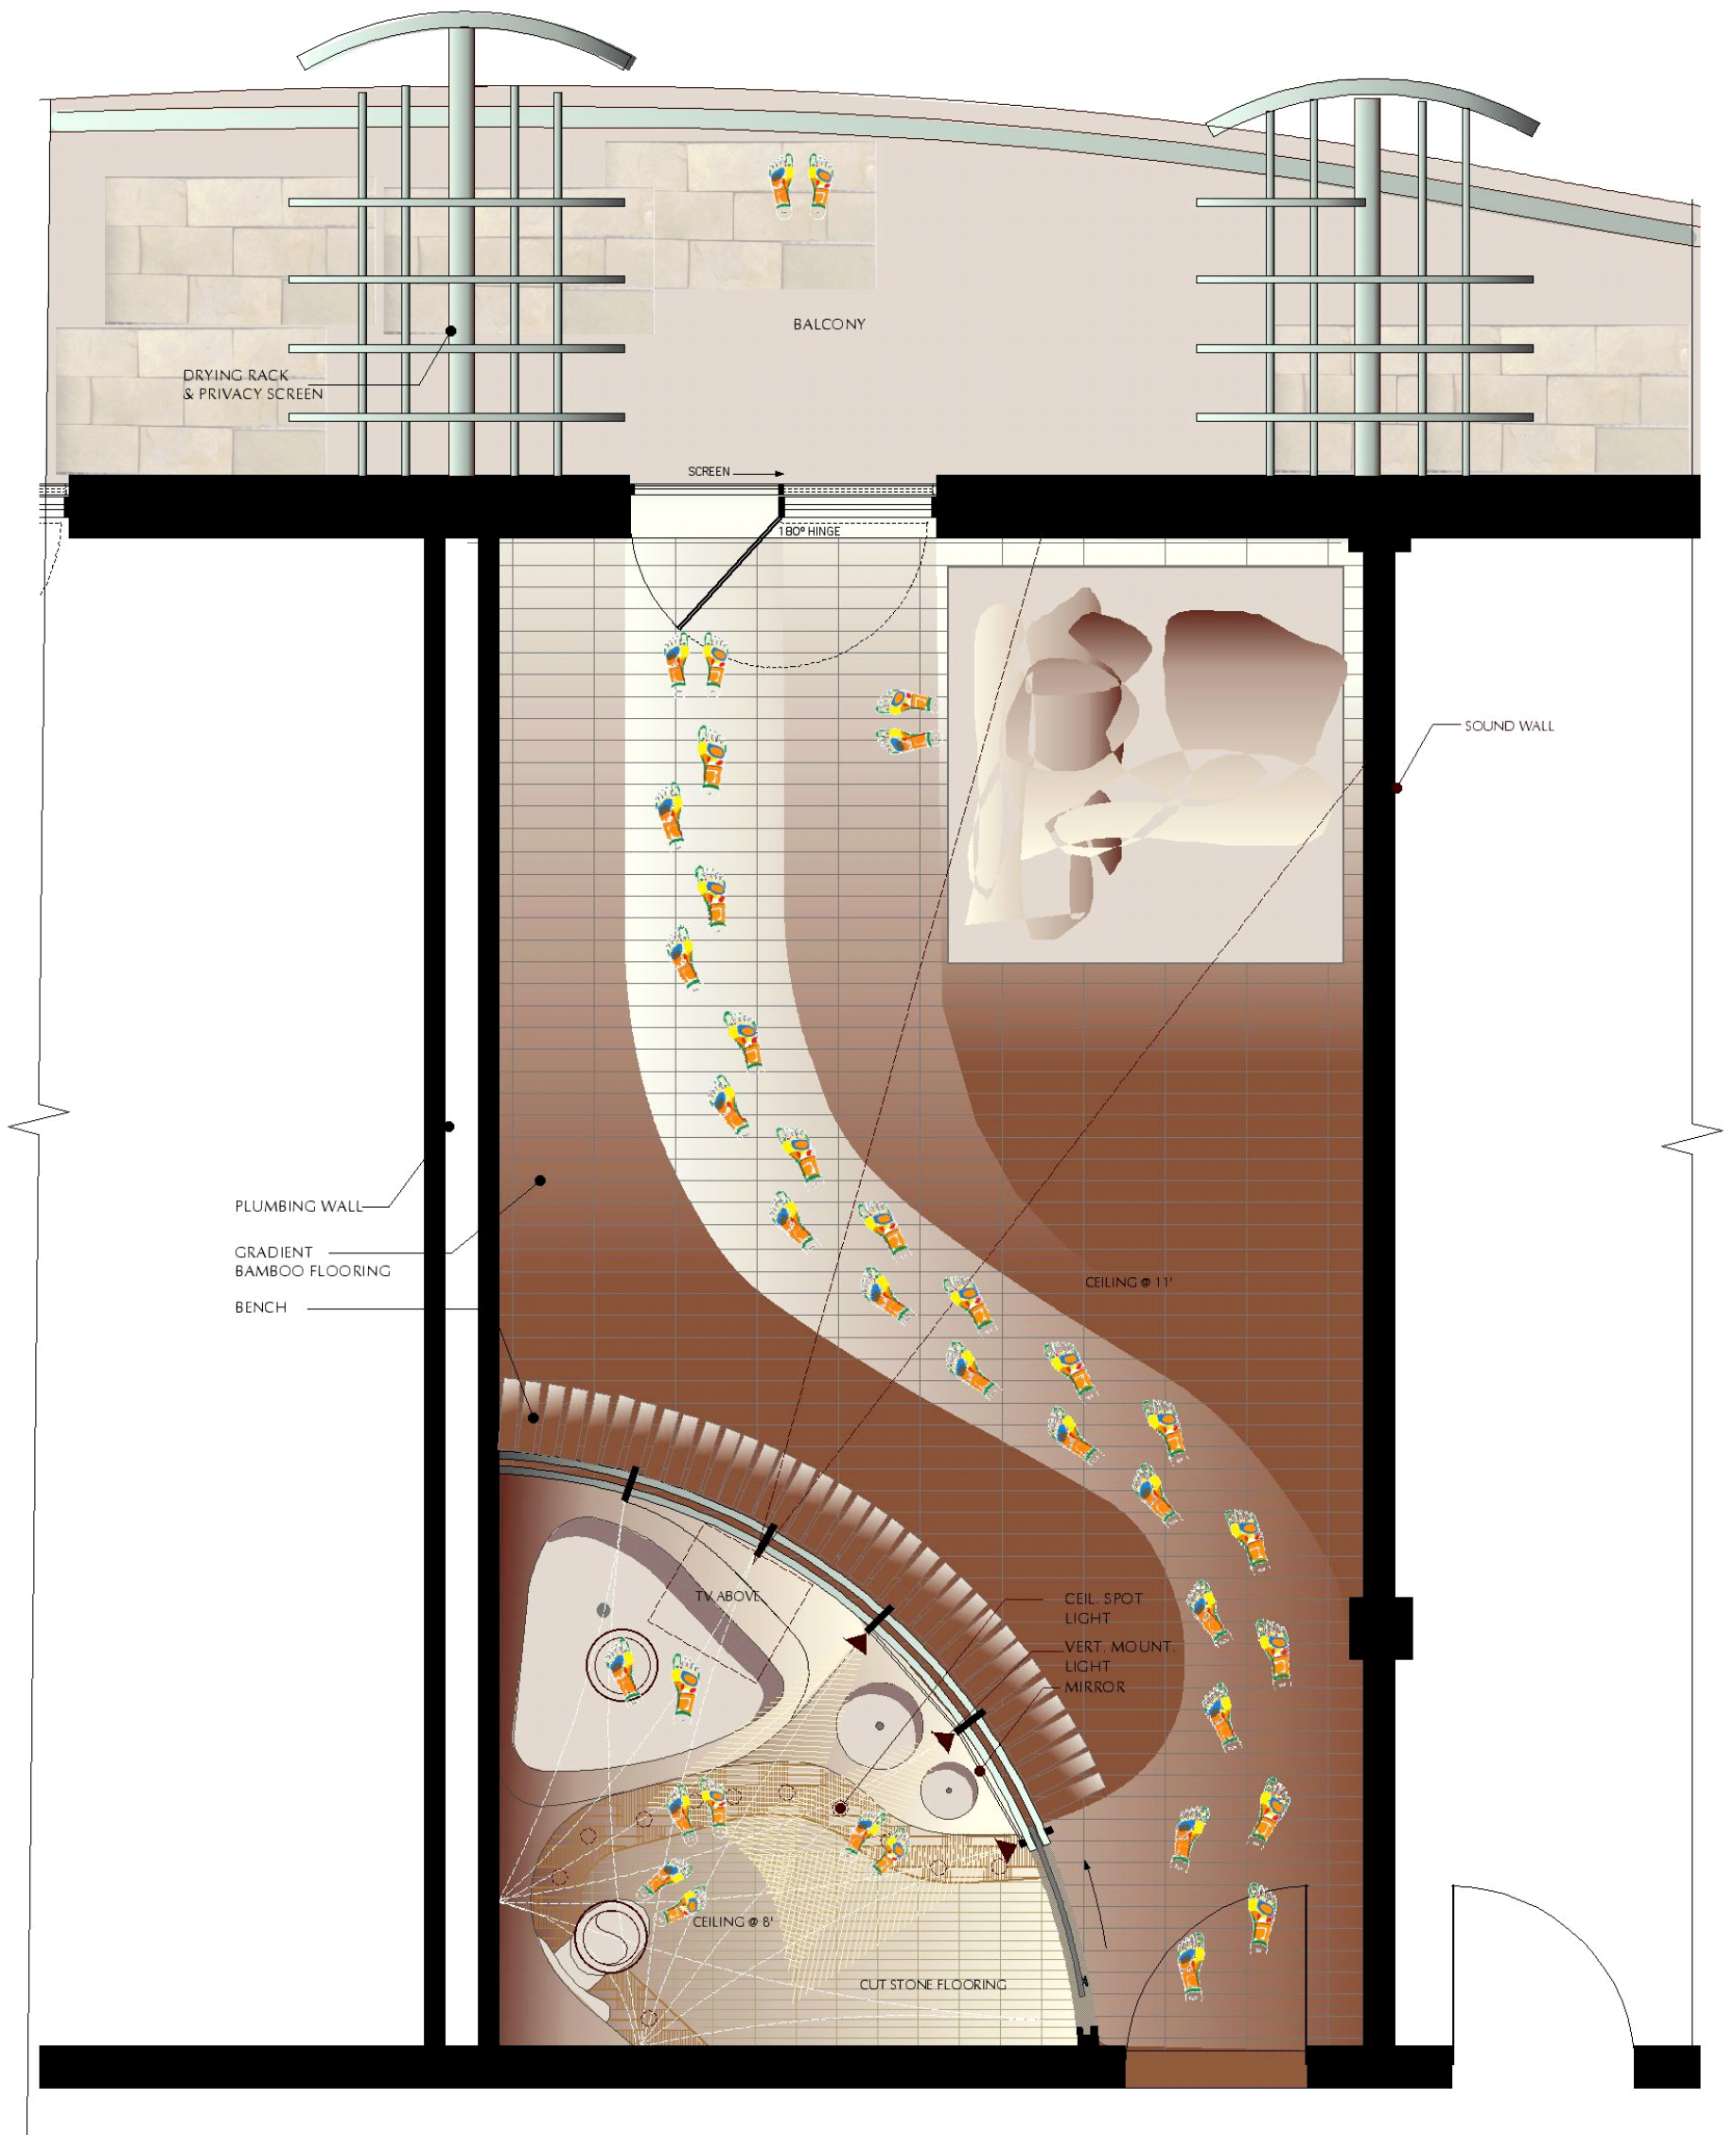 BALCONY
DRYING RACK
& PRIVACY SCREEN
SCREEN
180º HINGE
SOUND WALL
PLUMBING WALL
GRADIENT
BAMBOO FLOORING
BENCH
CEILING @ 11'
TV ABOVE
CEIL. SPOT
LIGHT
VERT. MOUNT.
LIGHT
MIRROR
CEILING @ 8'
CUT STONE FLOORING